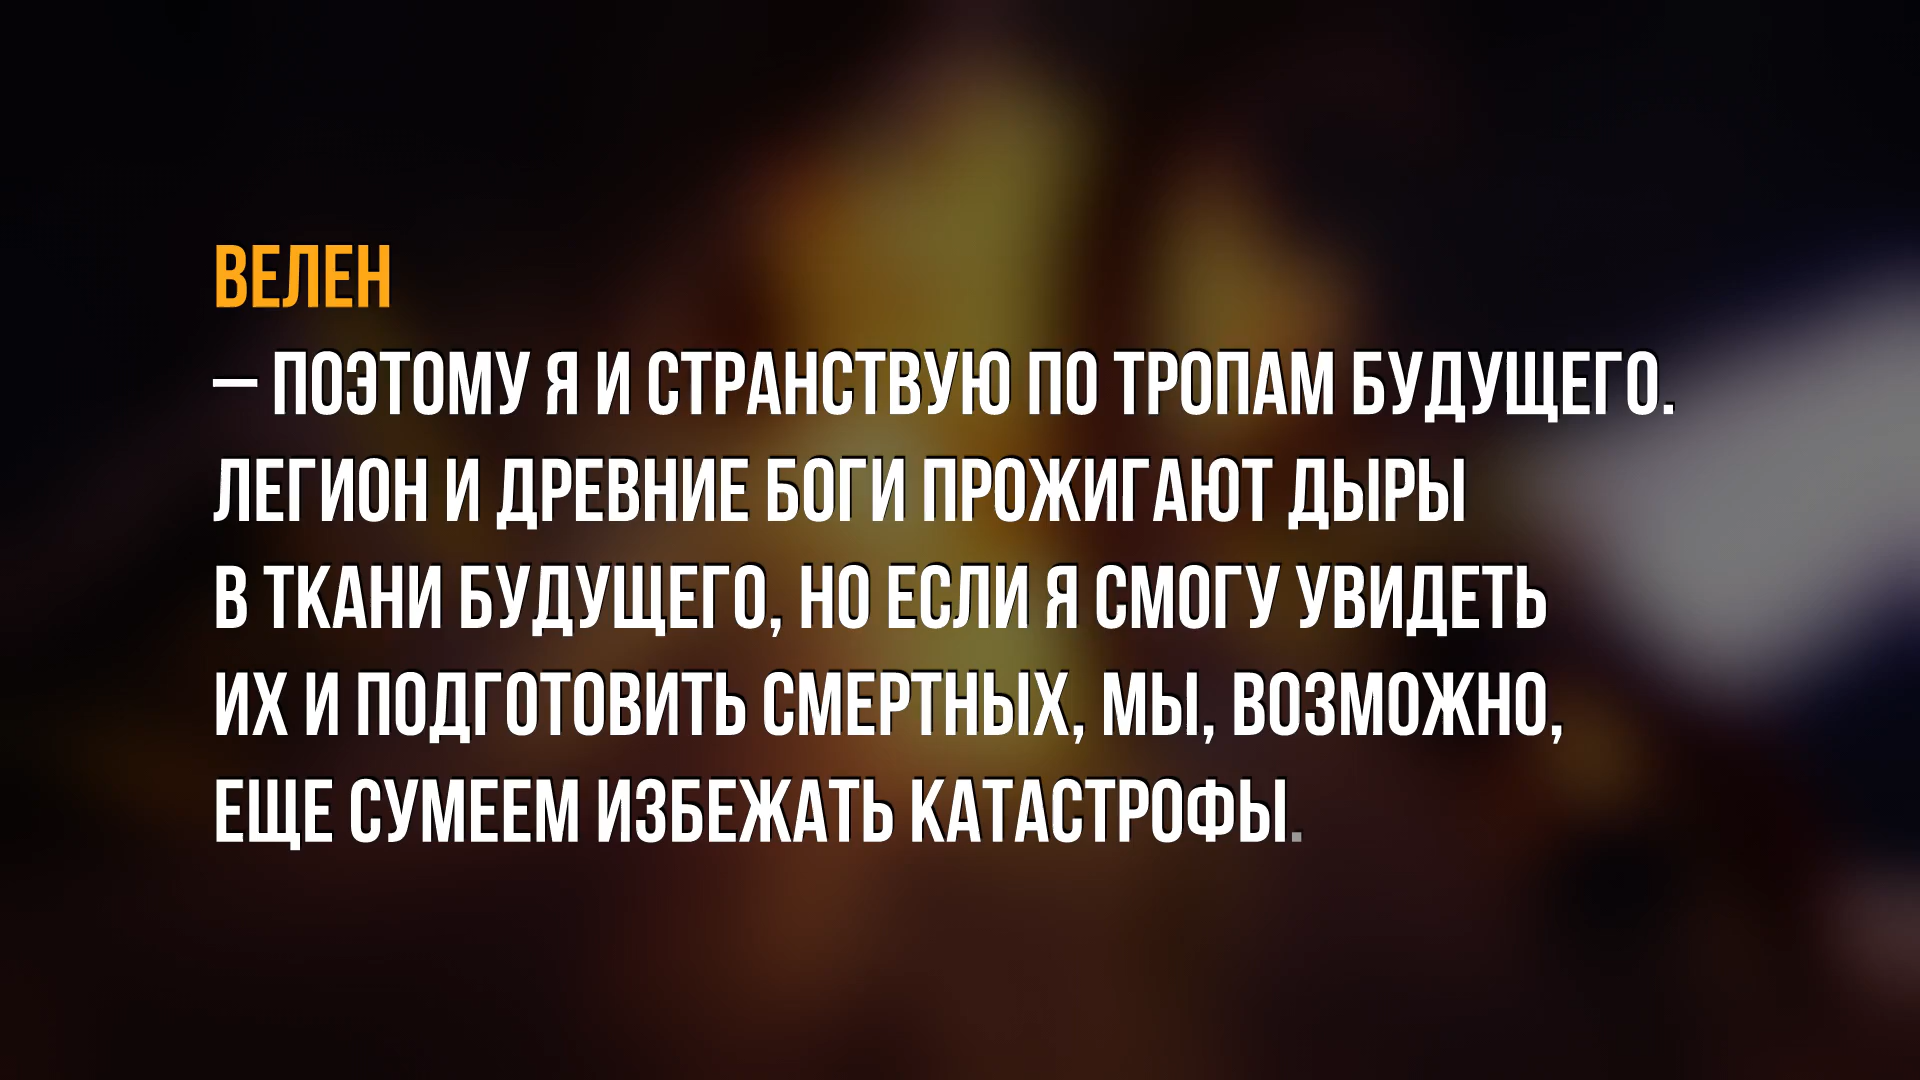 ВЕЛЕН
– ПОЭТОМУ Я И СТРАНСТВУЮ ПО ТРОПАМ БУДУЩЕГО.
ЛЕГИОН И ДРЕВНИЕ БОГИ ПРОЖИГАЮТ ДЫРЫ
В ТКАНИ БУДУЩЕГО, НО ЕСЛИ Я СМОГУ УВИДЕТЬ
ИХ И ПОДГОТОВИТЬ СМЕРТНЫХ, МЫ, ВОЗМОЖНО,
ЕЩЕ СУМЕЕМ ИЗБЕЖАТЬ КАТАСТРОФЫ.